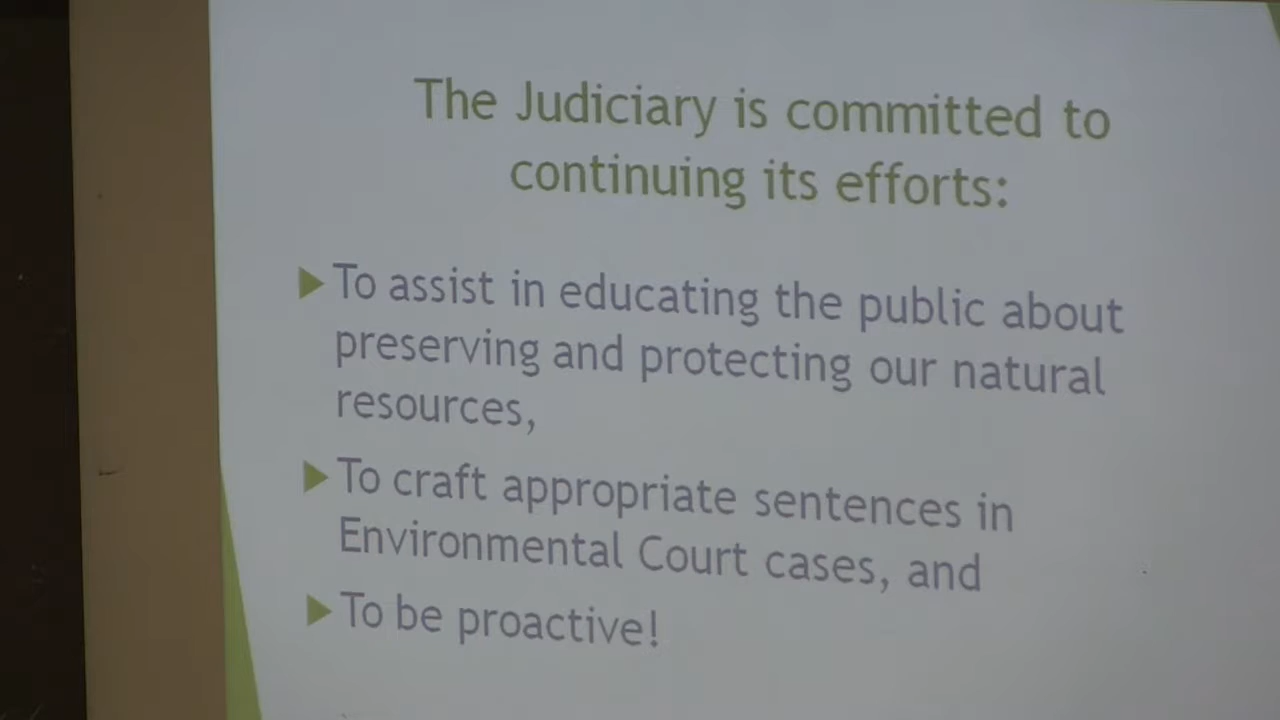 The Judiciary is committed to
continuing its efforts:
To assist in educating the public about
preserving and protecting our natural
resources,
To craft appropriate sentences in
Environmental Court cases, and
To be proactive!